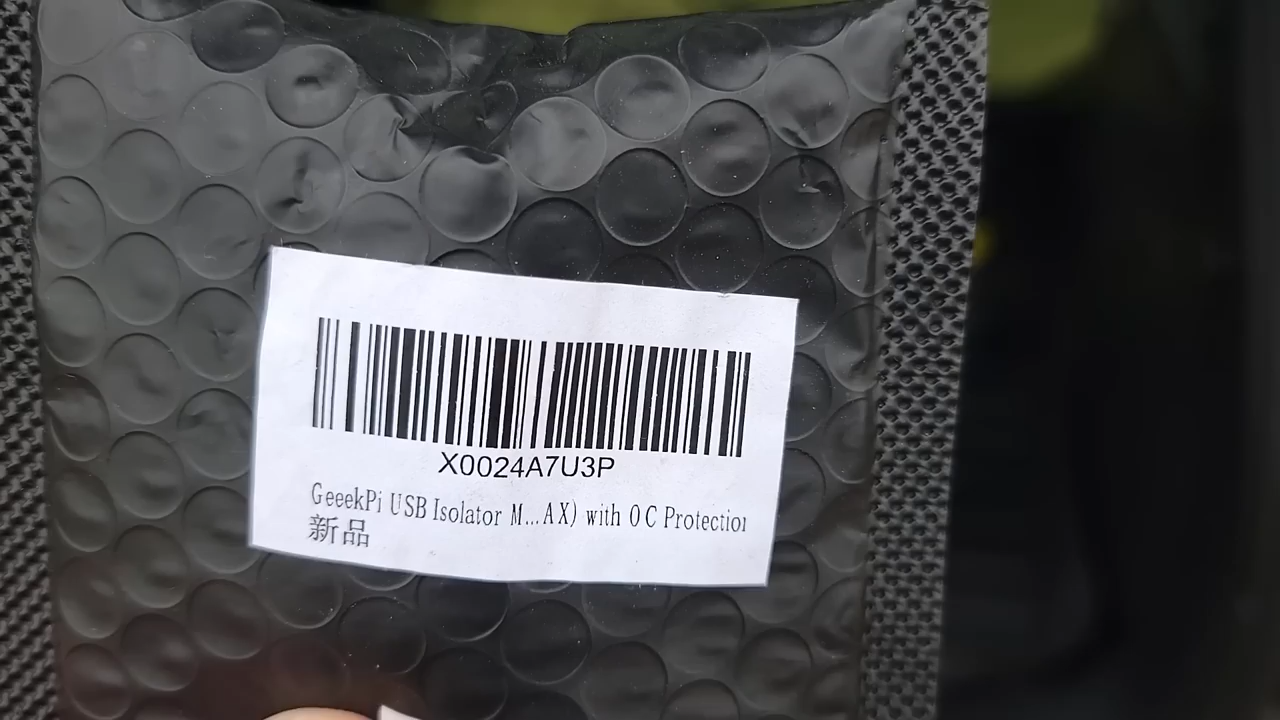 X0024A7U3P
GeeekPi USB Isolator M...AX) with OC Protection
新品